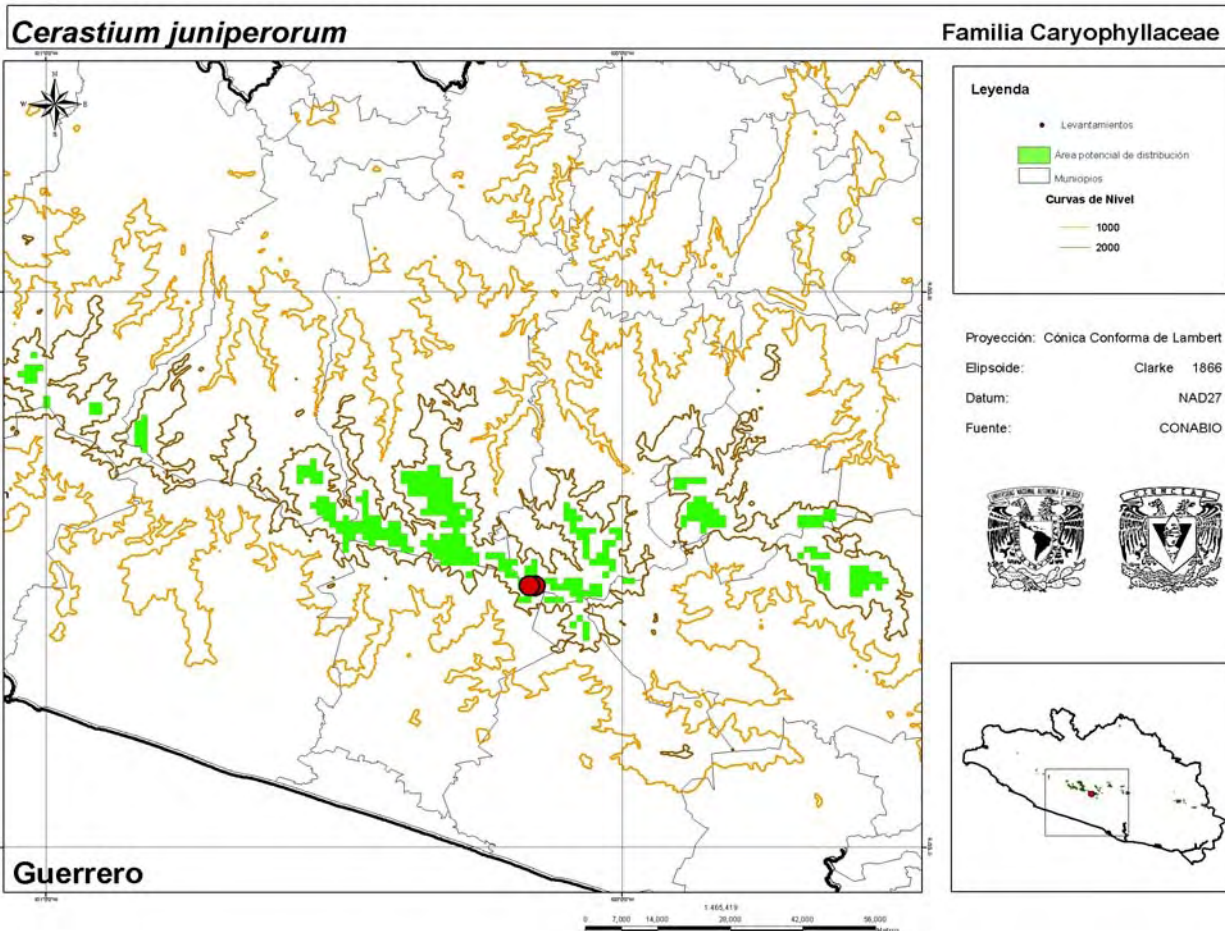 Cerastium juniperorum
Familia Caryophyllaceae
N
W
S
Guerrero
Leyenda
Levantamientos
Área potencial de distribución
Municipios
Curvas de Nivel
1000
2000
Proyección: Cónica Conforma de Lambert
Elipsoide: Clarke 1866
Datum: NAD27
Fuente: CONABIO
C I E N C I A S
1:465,419
0 7,000 14,000 28,000 42,000 56,000
Metros